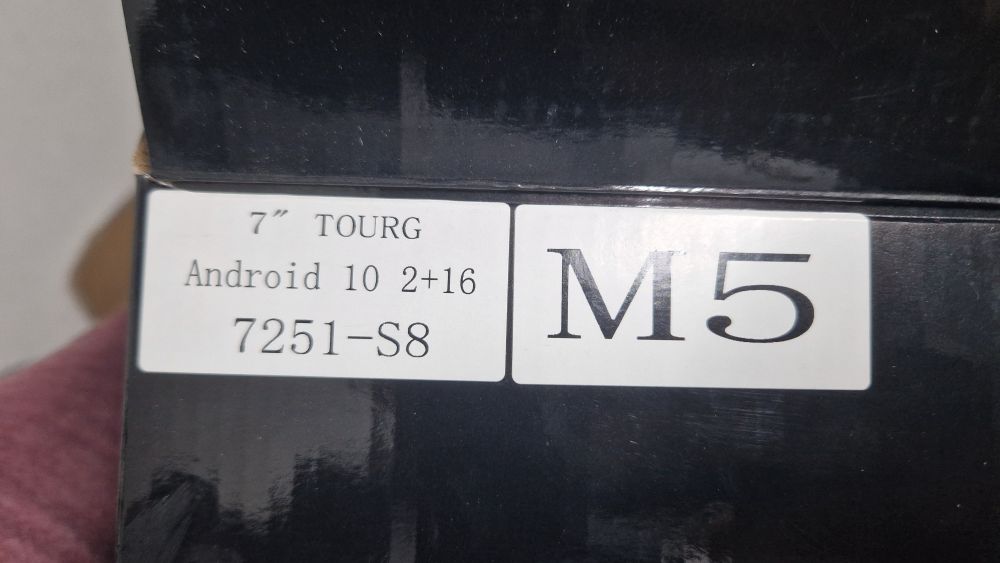 7″ TOURG
Android 10 2+16
7251-S8
M5